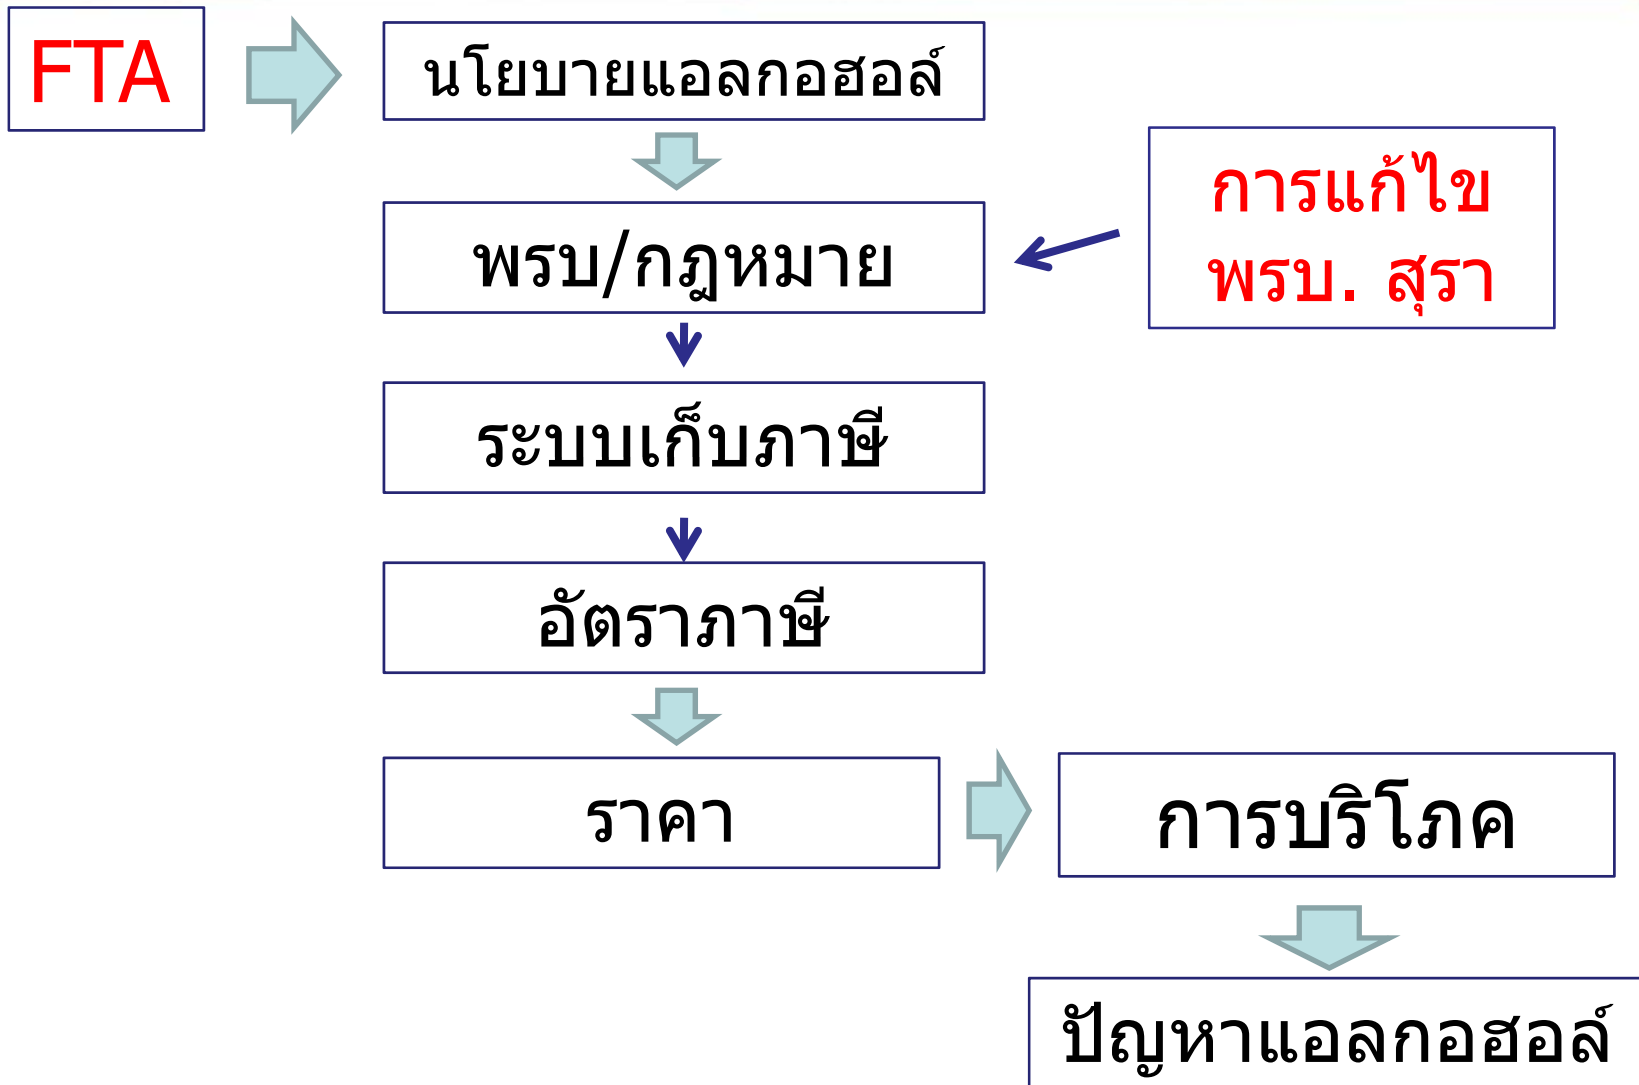 FTA
นโยบายแอลกอฮอล์
การแก้ไข
พรบ. สุรา
พรบ/กฎหมาย
ระบบเก็บภาษี
อัตราภาษี
ราคา
การบริโภค
ปัญหาแอลกอฮอล์